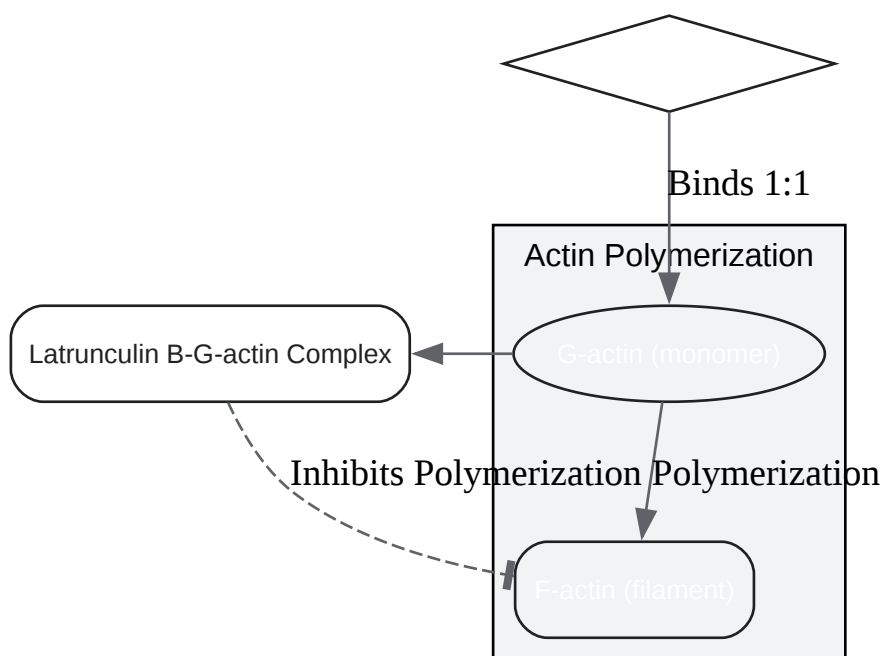 Binds 1:1
Actin Polymerization
Latrunculin B-G-actin Complex
G-actin (monomer)
Inhibits Polymerization
Polymerization
F-actin (filament)